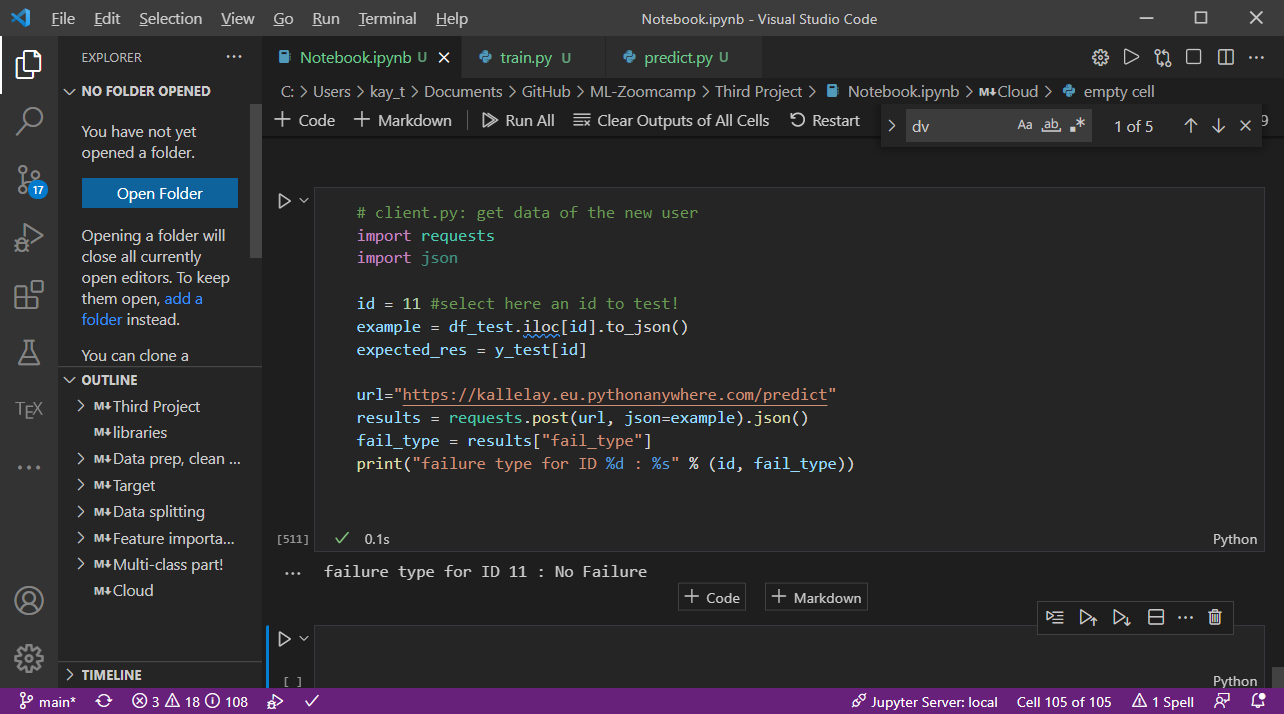 File Edit Selection View Go Run Terminal Help Notebook.ipynb - Visual Studio Code
EXPLORER
Notebook.ipynb U train.py U predict.py U
NO FOLDER OPENED
C: > Users > kay_t > Documents > GitHub > ML-Zoomcamp > Third Project > Notebook.ipynb > M↓Cloud > empty cell
+ Code + Markdown Run All Clear Outputs of All Cells Restart
dv Aa ab .* 1 of 5
9
You have not yet
opened a folder.
Open Folder
Opening a folder will
close all currently
open editors. To keep
them open, add a
folder instead.
You can clone a
17
TEX
OUTLINE
M↓Third Project
M↓libraries
M↓Data prep, clean ...
M↓Target
M↓Data splitting
M↓Feature importa...
M↓Multi-class part!
M↓Cloud
TIMELINE
# client.py: get data of the new user
import requests
import json
id = 11 #select here an id to test!
example = df_test.iloc[id].to_json()
expected_res = y_test[id]
url="https://kallelay.eu.pythonanywhere.com/predict"
results = requests.post(url, json=example).json()
fail_type = results["fail_type"]
print("failure type for ID %d : %s" % (id, fail_type))
[511] 0.1s Python
failure type for ID 11 : No Failure
+ Code + Markdown
[ ] Python
main* 3 18 108 Jupyter Server: local Cell 105 of 105 1 Spell